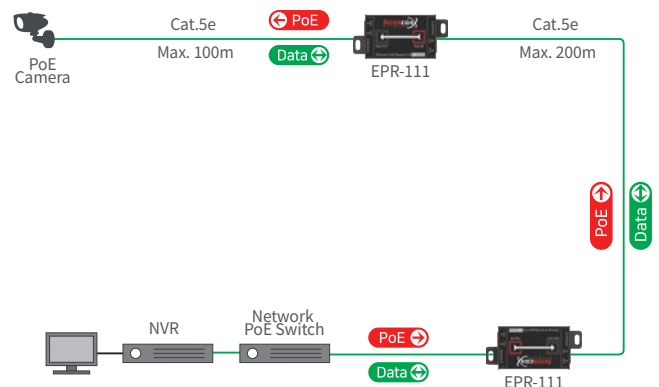 Cat.5e
PoE
Cat.5e
Max. 100m
Data
Max. 200m
PoE
Camera
EPR-111
PoE
Data
NVR
Network
PoE Switch
PoE
Data
EPR-111